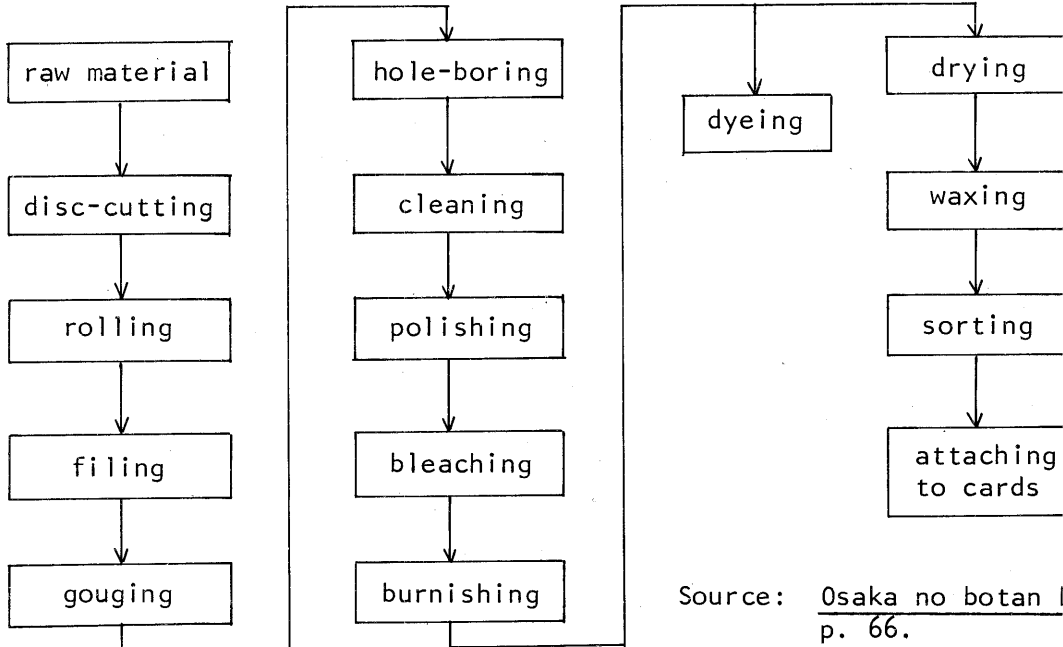 raw material
disc-cutting
rolling
filing
gouging
hole-boring
cleaning
polishing
bleaching
burnishing
dyeing
drying
waxing
sorting
attaching
to cards
Source: Osaka no botan
p. 66.